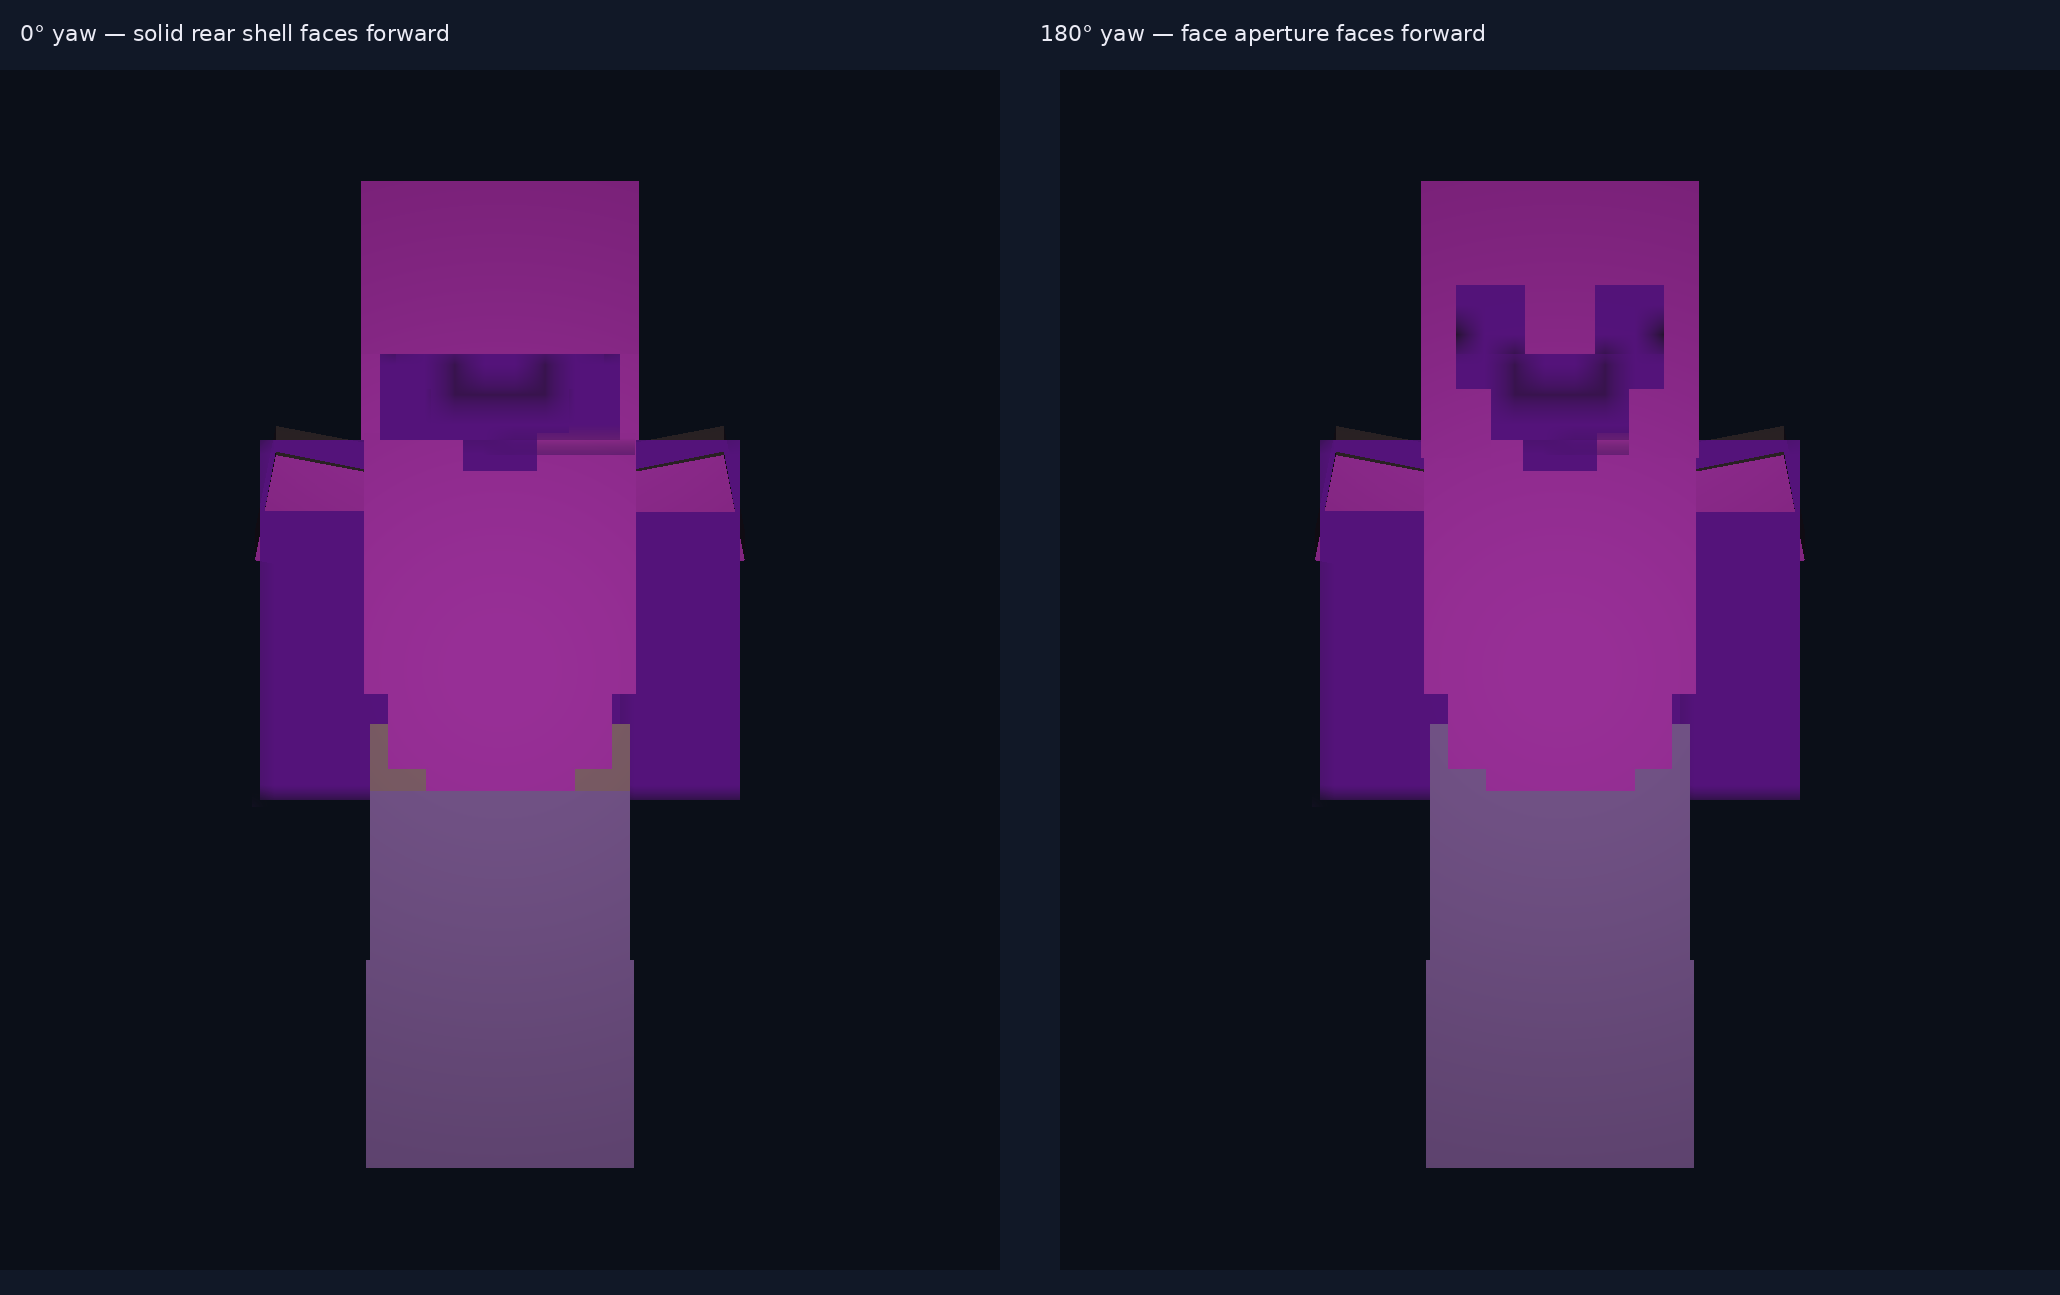 0° yaw — solid rear shell faces forward
180° yaw — face aperture faces forward